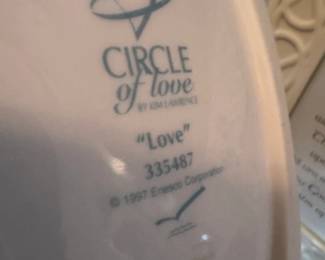 CIRCLE
of love
BY KIM LAWRENCE
"Love"
335487
© 1997 Enesco Corporation